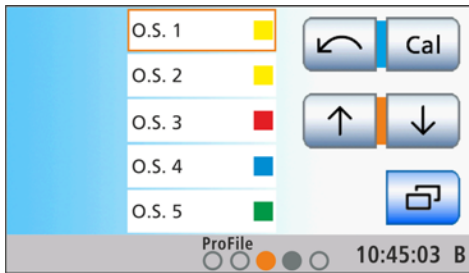 O.S. 1
O.S. 2
O.S. 3
O.S. 4
O.S. 5
Cal
ProFile
10:45:03 B